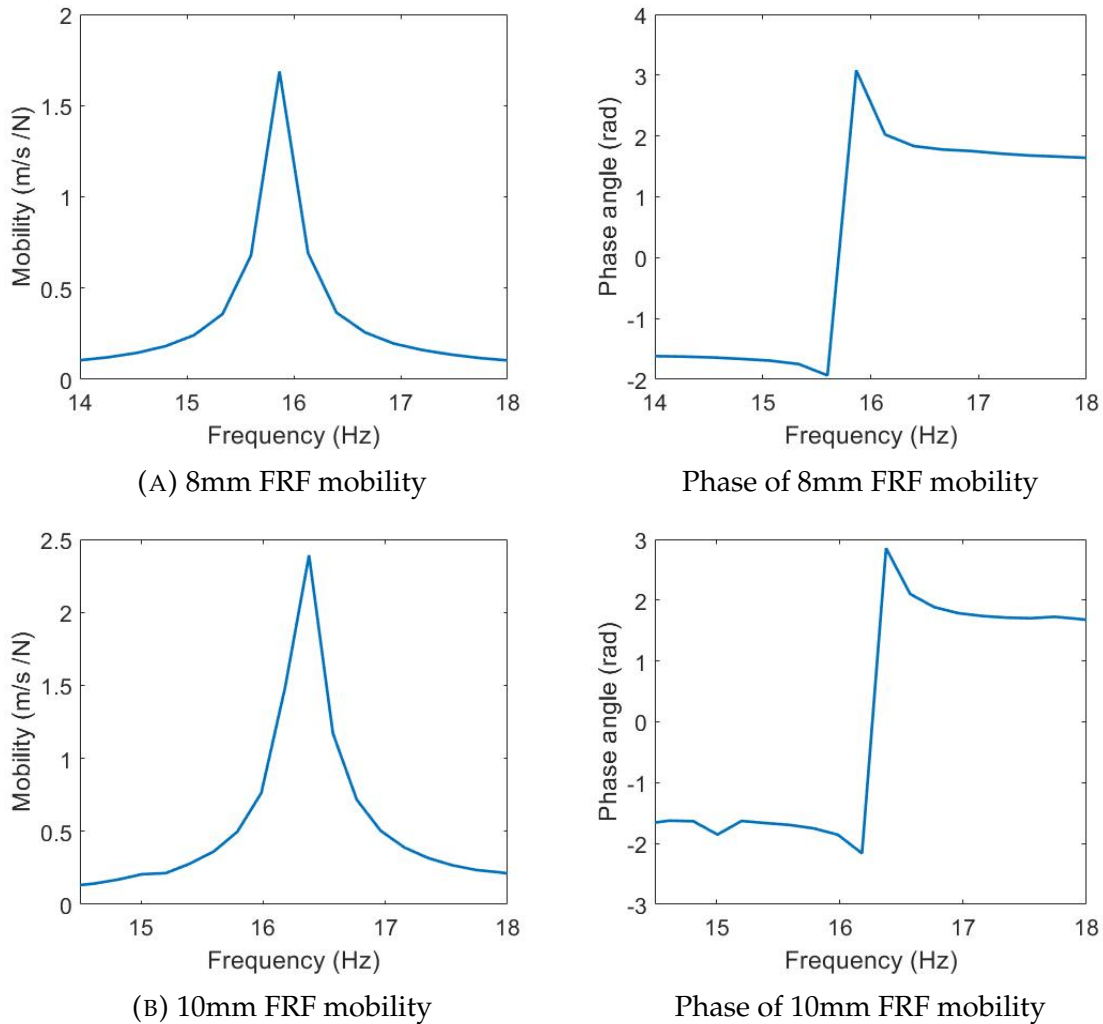 2
1.5
1
0.5
0
14 15 16 17 18
Mobility (m/s /N)
Frequency (Hz)
(A) 8mm FRF mobility
4
3
2
1
0
-1
-2
14 15 16 17 18
Phase angle (rad)
Frequency (Hz)
Phase of 8mm FRF mobility
2.5
2
1.5
1
0.5
0
15 16 17 18
Mobility (m/s /N)
Frequency (Hz)
(B) 10mm FRF mobility
3
2
1
0
-1
-2
-3
15 16 17 18
Phase angle (rad)
Frequency (Hz)
Phase of 10mm FRF mobility